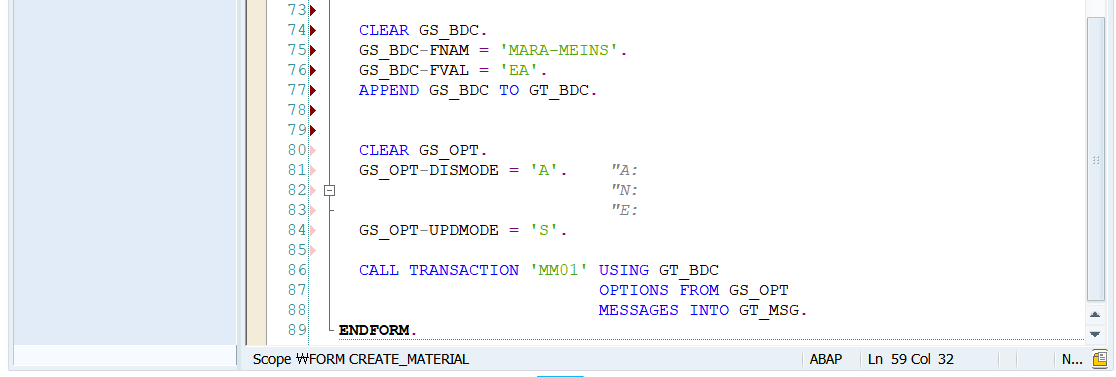 73
74 CLEAR GS_BDC.
75 GS_BDC-FNAM = 'MARA-MEINS'.
76 GS_BDC-FVAL = 'EA'.
77 APPEND GS_BDC TO GT_BDC.
78
79
80 CLEAR GS_OPT.
81 GS_OPT-DISMODE = 'A'. "A:
82 "N:
83 "E:
84 GS_OPT-UPDMODE = 'S'.
85
86 CALL TRANSACTION 'MM01' USING GT_BDC
87 OPTIONS FROM GS_OPT
88 MESSAGES INTO GT_MSG.
89 ENDFORM.
Scope ₩FORM CREATE_MATERIAL ABAP Ln 59 Col 32 N...